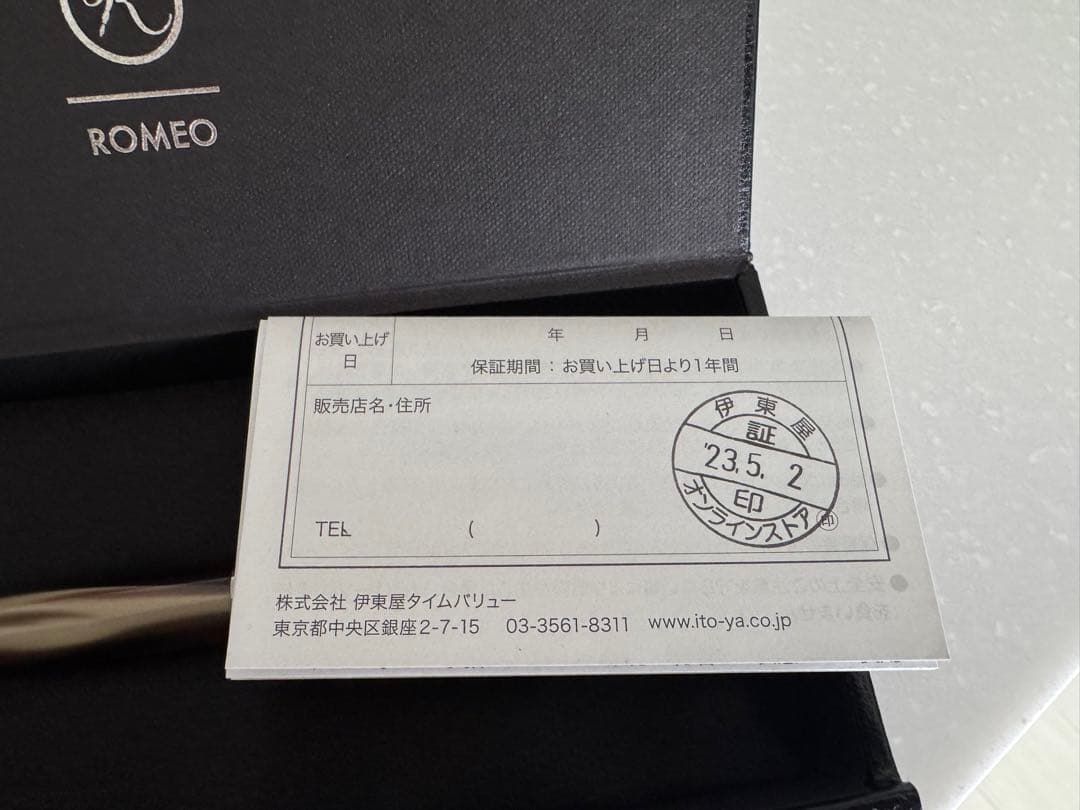 R
ROMEO
お買い上げ
日
年 月 日
保証期間：お買い上げ日より1年間
販売店名・住所
伊東屋
証
'23.5.2
印
オンラインストア
印
TEL ( )
株式会社 伊東屋タイムバリュー
東京都中央区銀座2-7-15 03-3561-8311 www.ito-ya.co.jp